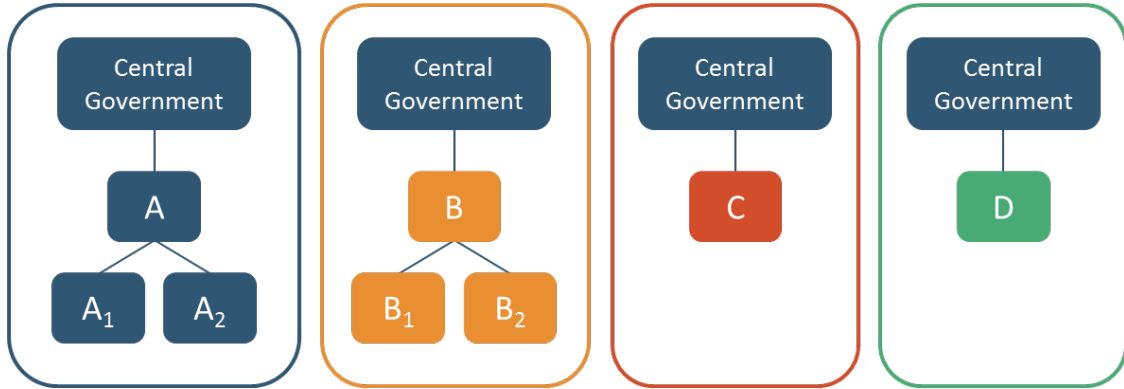 Central
Government
A
A₁
A₂
Central
Government
B
B₁
B₂
Central
Government
C
Central
Government
D